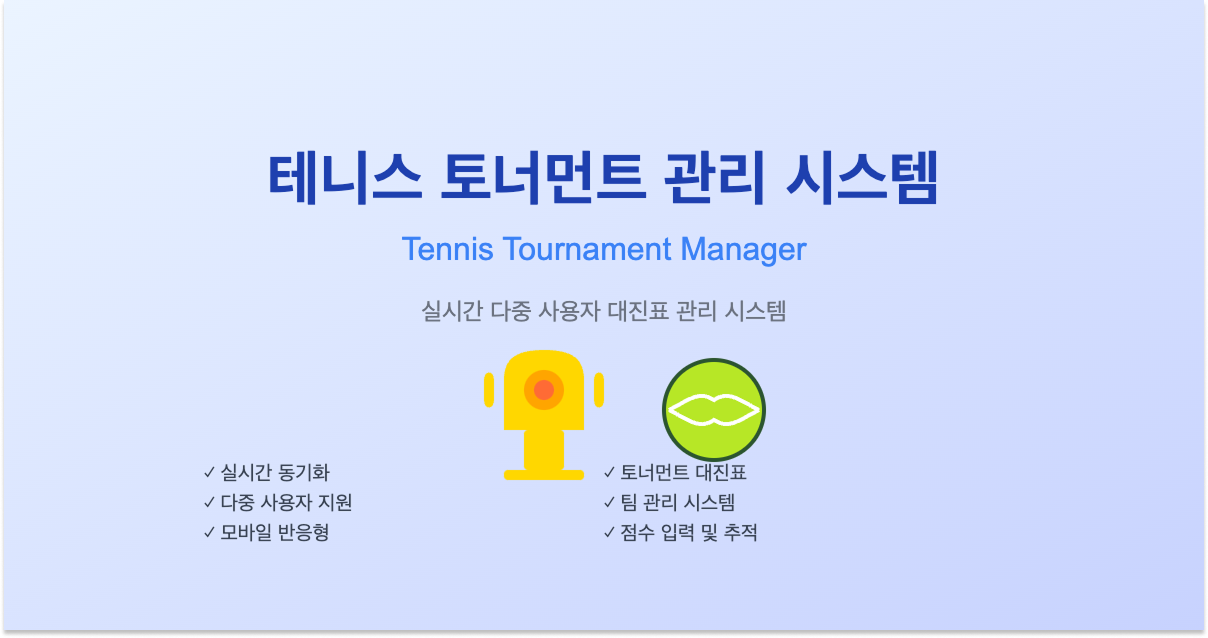 테니스 토너먼트 관리 시스템
Tennis Tournament Manager
실시간 다중 사용자 대진표 관리 시스템
✓ 실시간 동기화
✓ 다중 사용자 지원
✓ 모바일 반응형
✓ 토너먼트 대진표
✓ 팀 관리 시스템
✓ 점수 입력 및 추적